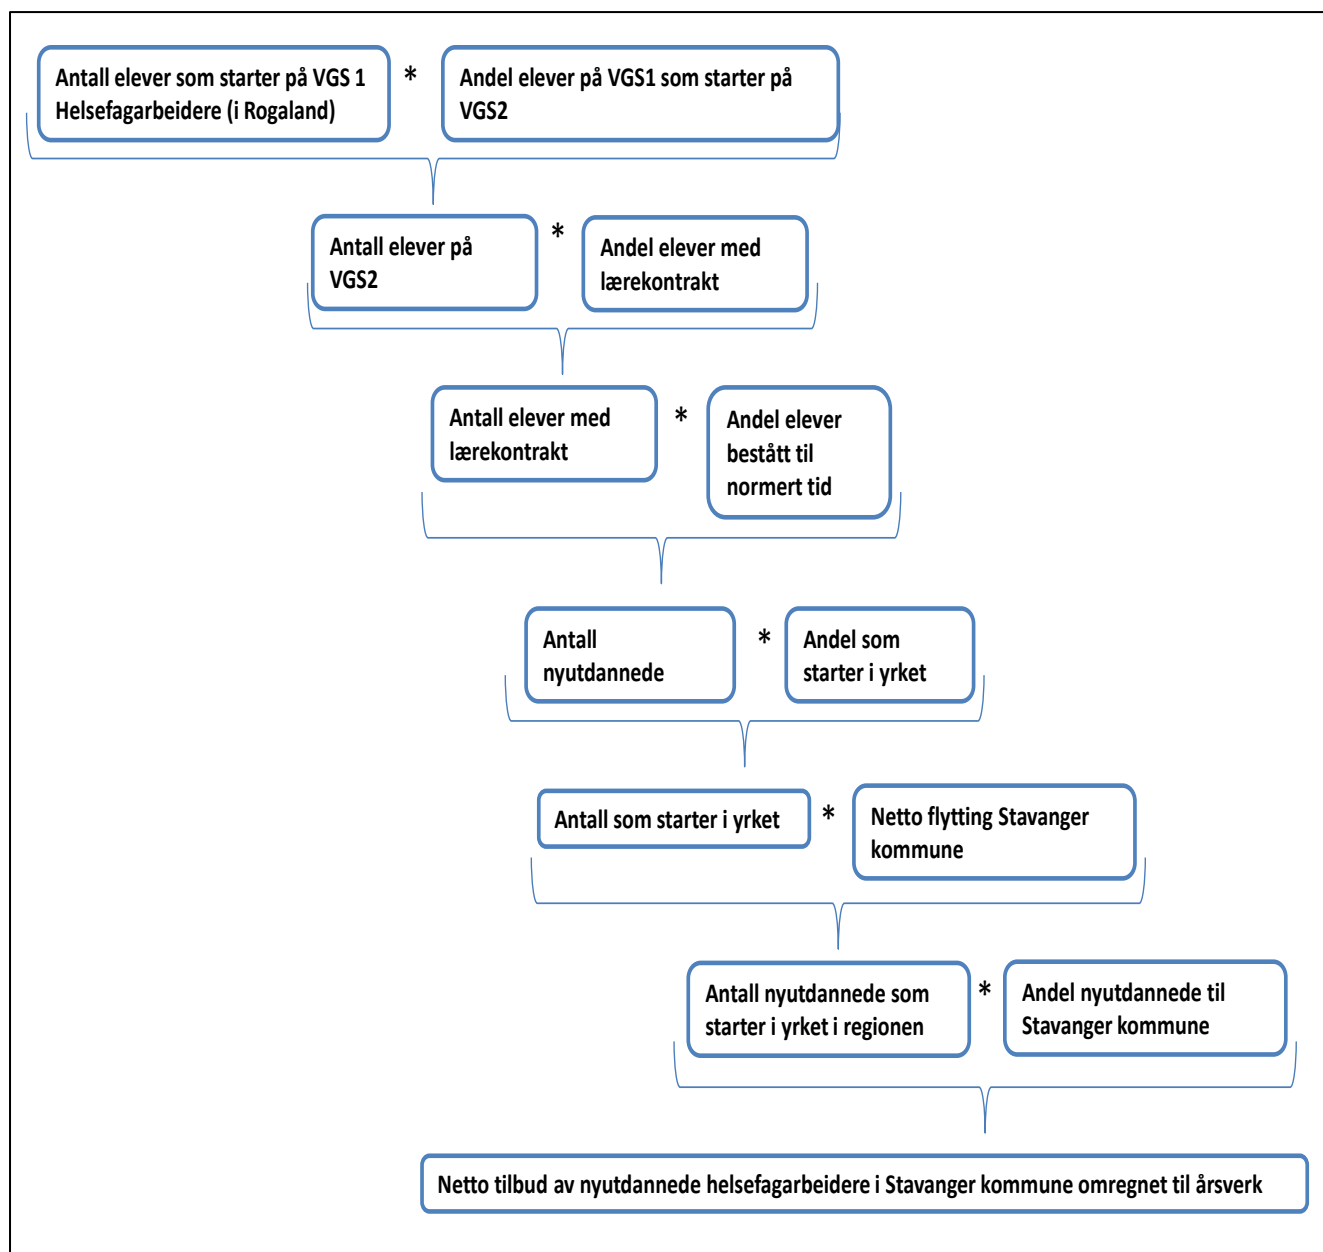 Antall elever som starter på VGS 1
Helsefagarbeidere (i Rogaland)
*
Andel elever på VGS1 som starter på
VGS2
Antall elever på
VGS2
*
Andel elever med
lærekontrakt
Antall elever med
lærekontrakt
*
Andel elever
bestått til
normert tid
Antall
nyutdannede
*
Andel som
starter i yrket
Antall som starter i yrket
*
Netto flytting Stavanger
kommune
Antall nyutdannede som
starter i yrket i regionen
*
Andel nyutdannede til
Stavanger kommune
Netto tilbud av nyutdannede helsefagarbeidere i Stavanger kommune omregnet til årsverk